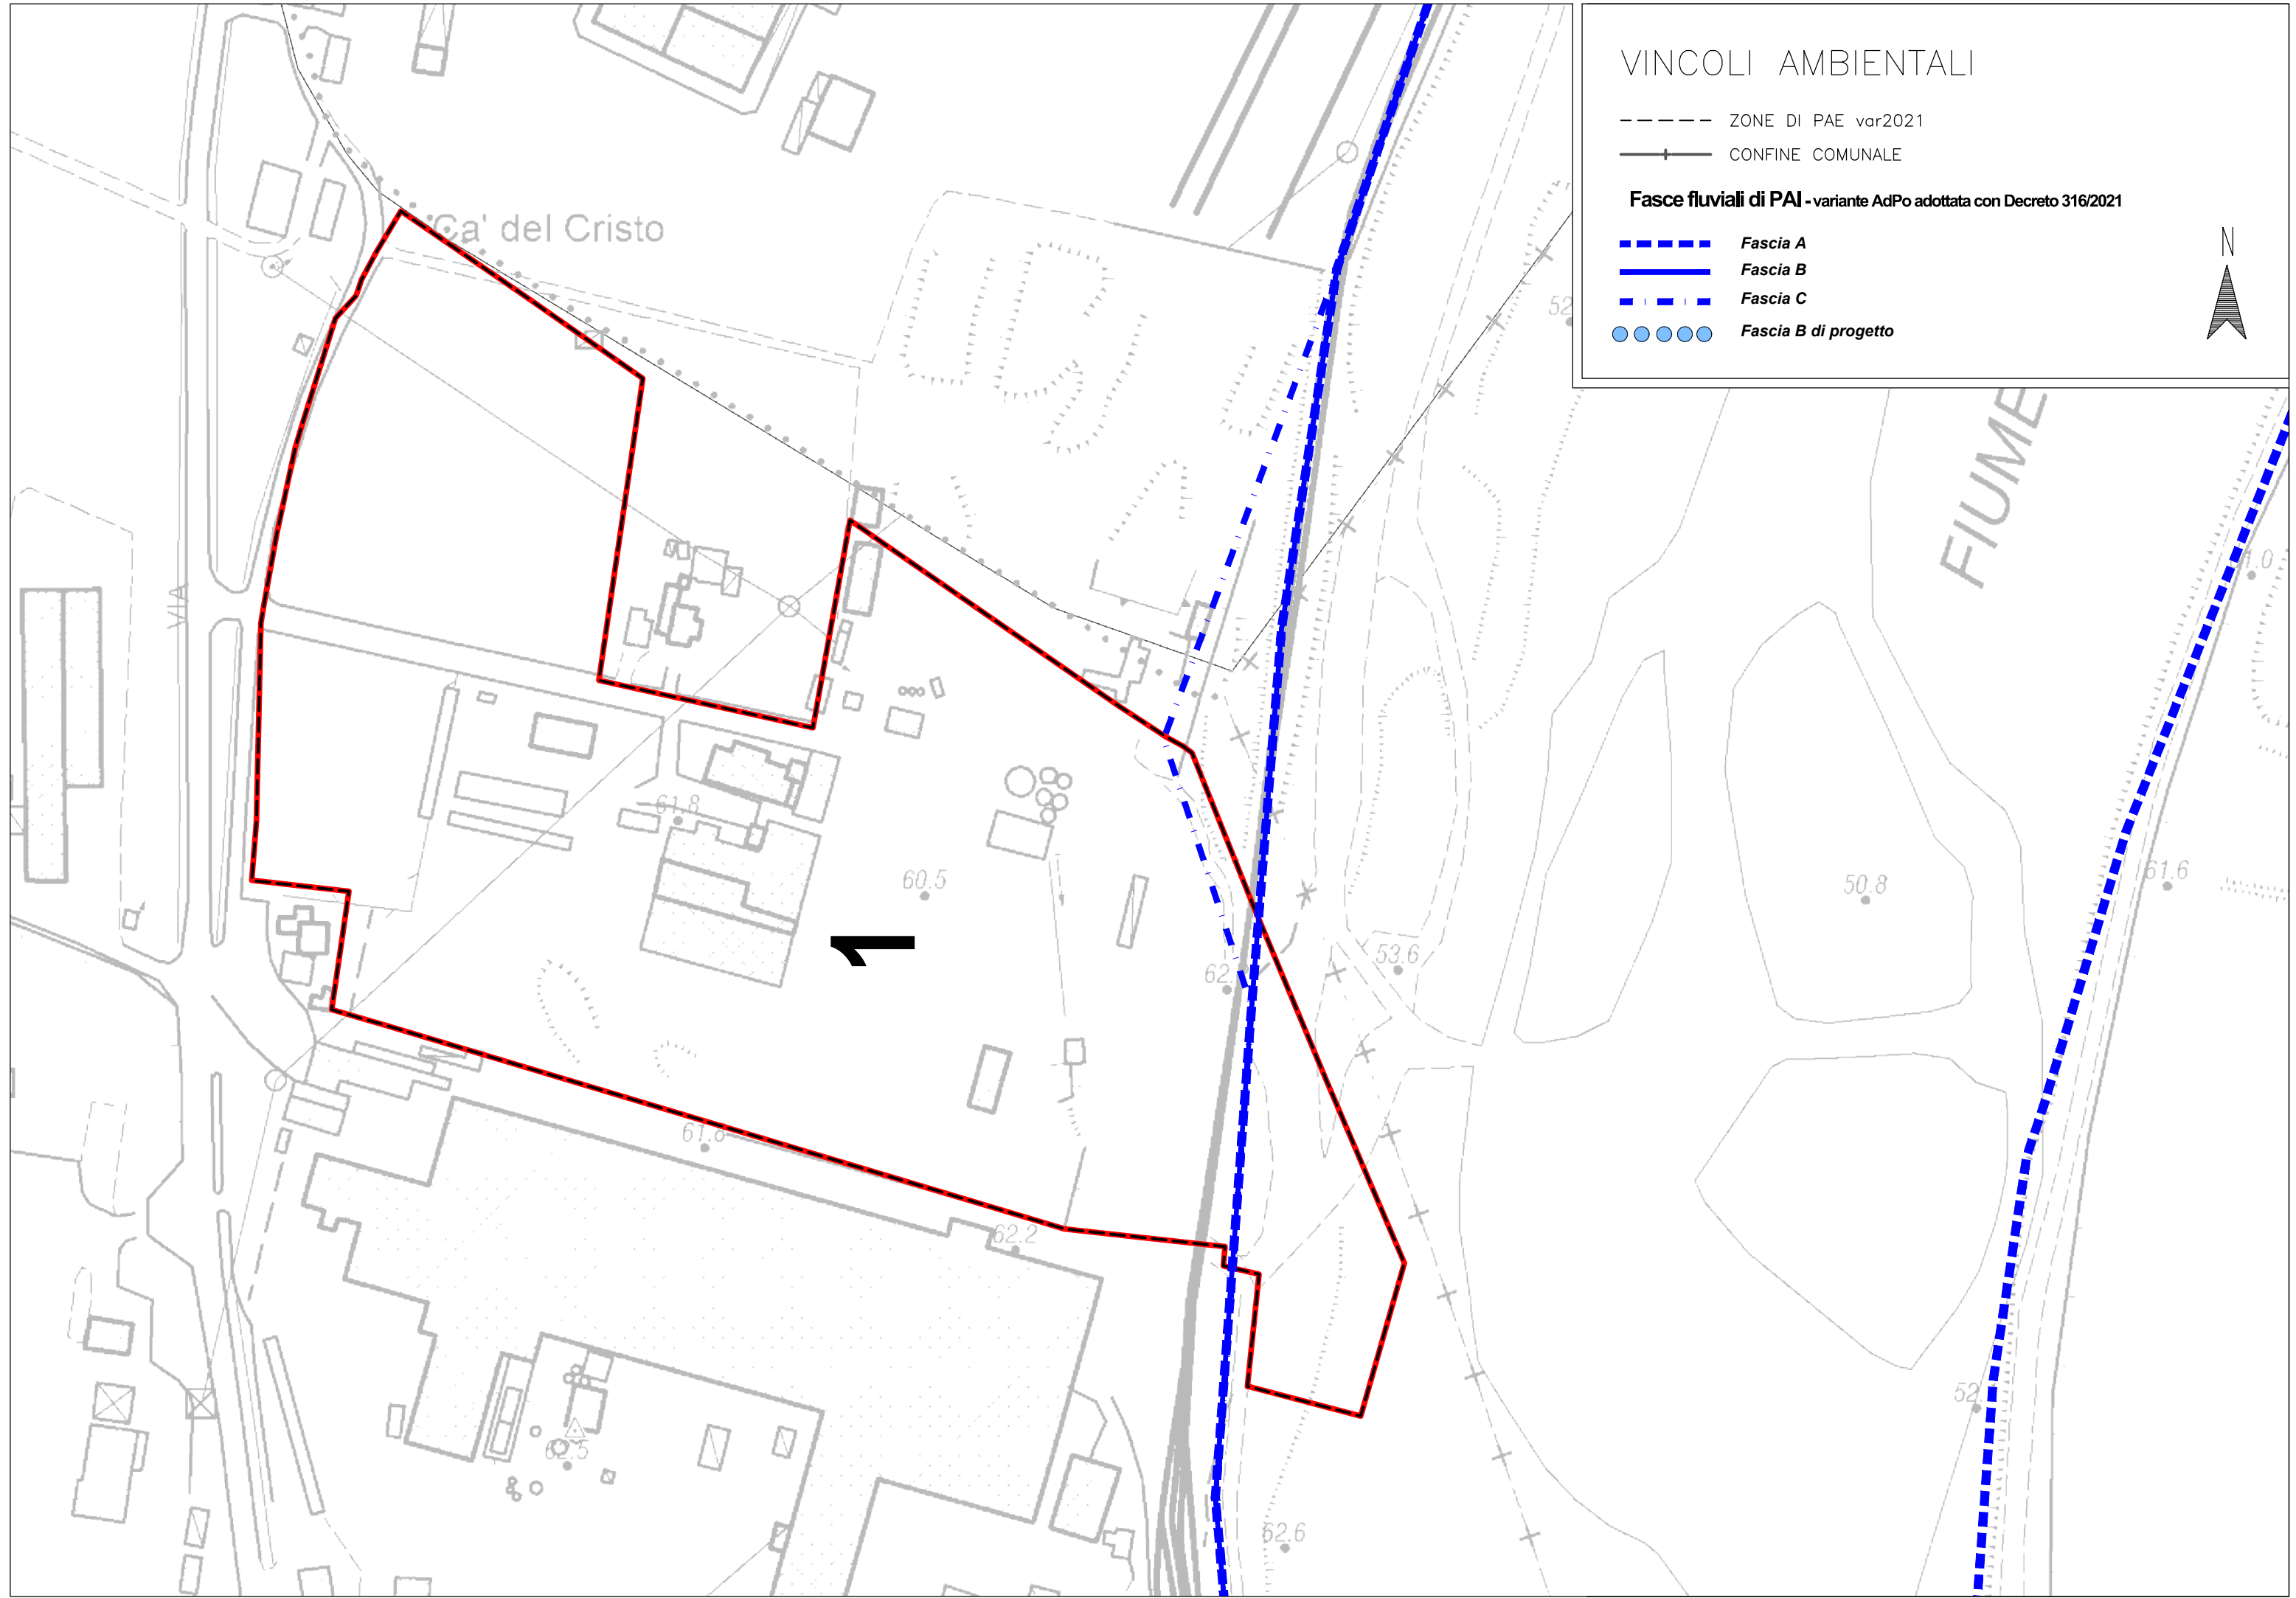 VINCOLI AMBIENTALI
ZONE DI PAE var2021
CONFINE COMUNALE
Fasce fluviali di PAI - variante AdPo adottata con Decreto 316/2021
Fascia A
Fascia B
Fascia C
Fascia B di progetto
N
Ca' del Cristo
FIUME
VIA
61.8
60.5
1
50.8
61.6
53.6
61.8
62.2
62.5
62.6